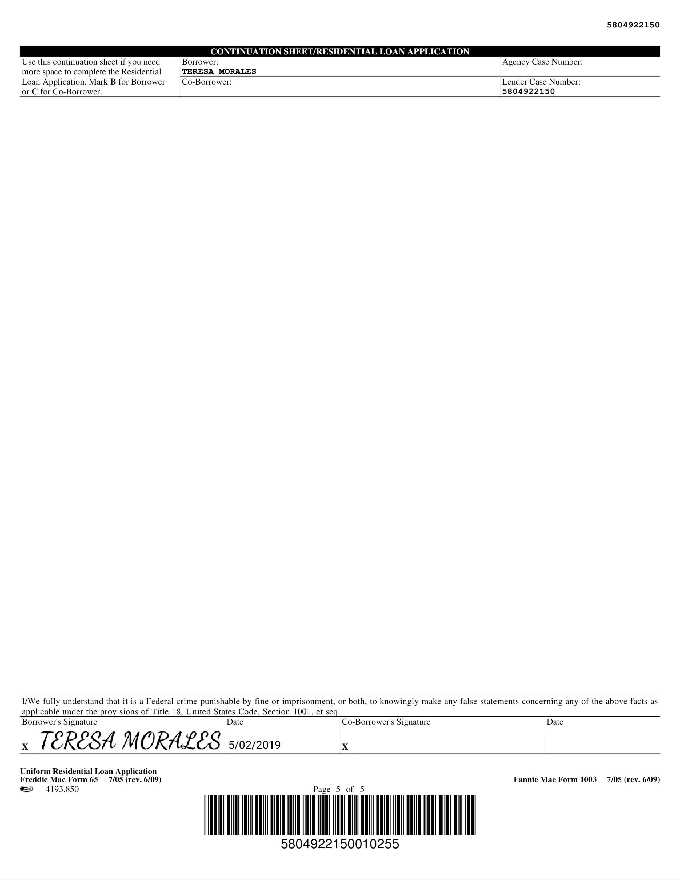 5804922150
CONTINUATION SHEET/RESIDENTIAL LOAN APPLICATION
Use this continuation sheet if you need
more space to complete the Residential
Loan Application. Mark B for Borrower
or C for Co-Borrower.
Borrower:
TERESA MORALES
Co-Borrower:
Agency Case Number:
Lender Case Number:
5804922150
I/We fully understand that it is a Federal crime punishable by fine or imprisonment, or both, to knowingly make any false statements concerning any of the above facts as
applicable under the provisions of Title 18, United States Code, Section 1001, et seq.
Borrower's Signature Date Co-Borrower's Signature Date
X TERESA MORALES 5/02/2019 X
Uniform Residential Loan Application
Freddie Mac Form 65 7/05 (rev. 6/09) Fannie Mae Form 1003 7/05 (rev. 6/09)
4193.850 Page 5 of 5
5804922150010255